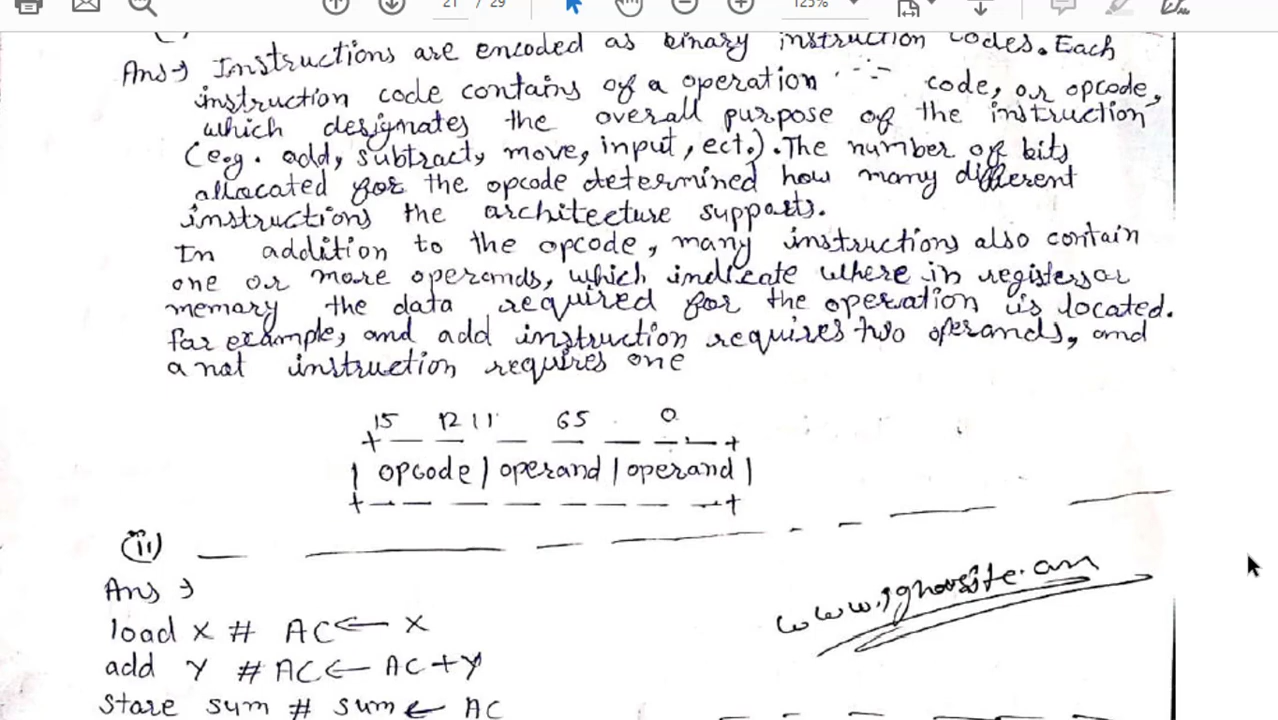 21 / 29
125%
Ans → Instructions are encoded as binary instruction codes. Each
instruction code contains of a operation code, or opcode,
which designates the overall purpose of the instruction
(e.g. add, subtract, move, input, ect.). The number of bits
allocated for the opcode determined how many different
instructions the architecture supports.
In addition to the opcode, many instructions also contain
one or more operands, which indicate where in registers or
memory the data required for the operation is located.
for example, and add instruction requires two operands, and
a not instruction requires one
15 12 11 65 0
+ — — — — — — — +
| opcode | operand | operand |
+ — — — — — — — +
(ii)
Ans →
load X # AC ← X
add Y # AC ← AC + Y
Store sum # sum ← AC